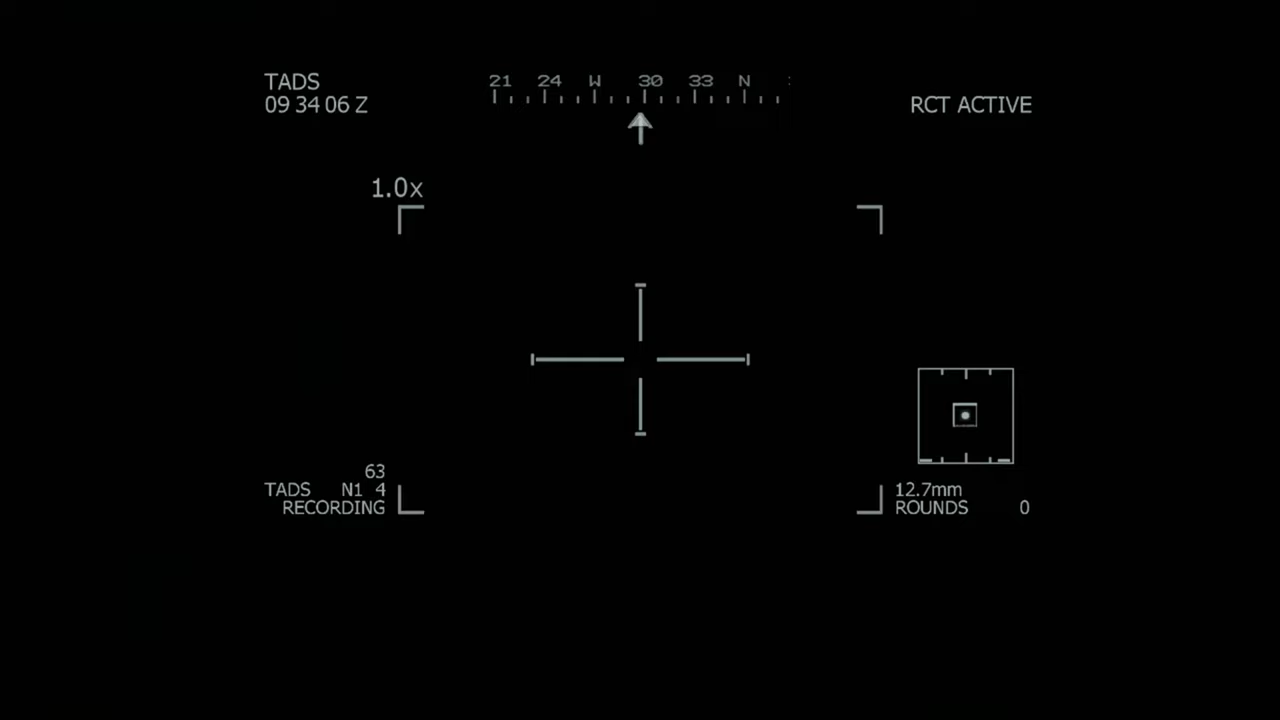 TADS
09 34 06 Z
21 24 W 30 33 N
RCT ACTIVE
1.0x
63
TADS N1 4
RECORDING
12.7mm
ROUNDS 0